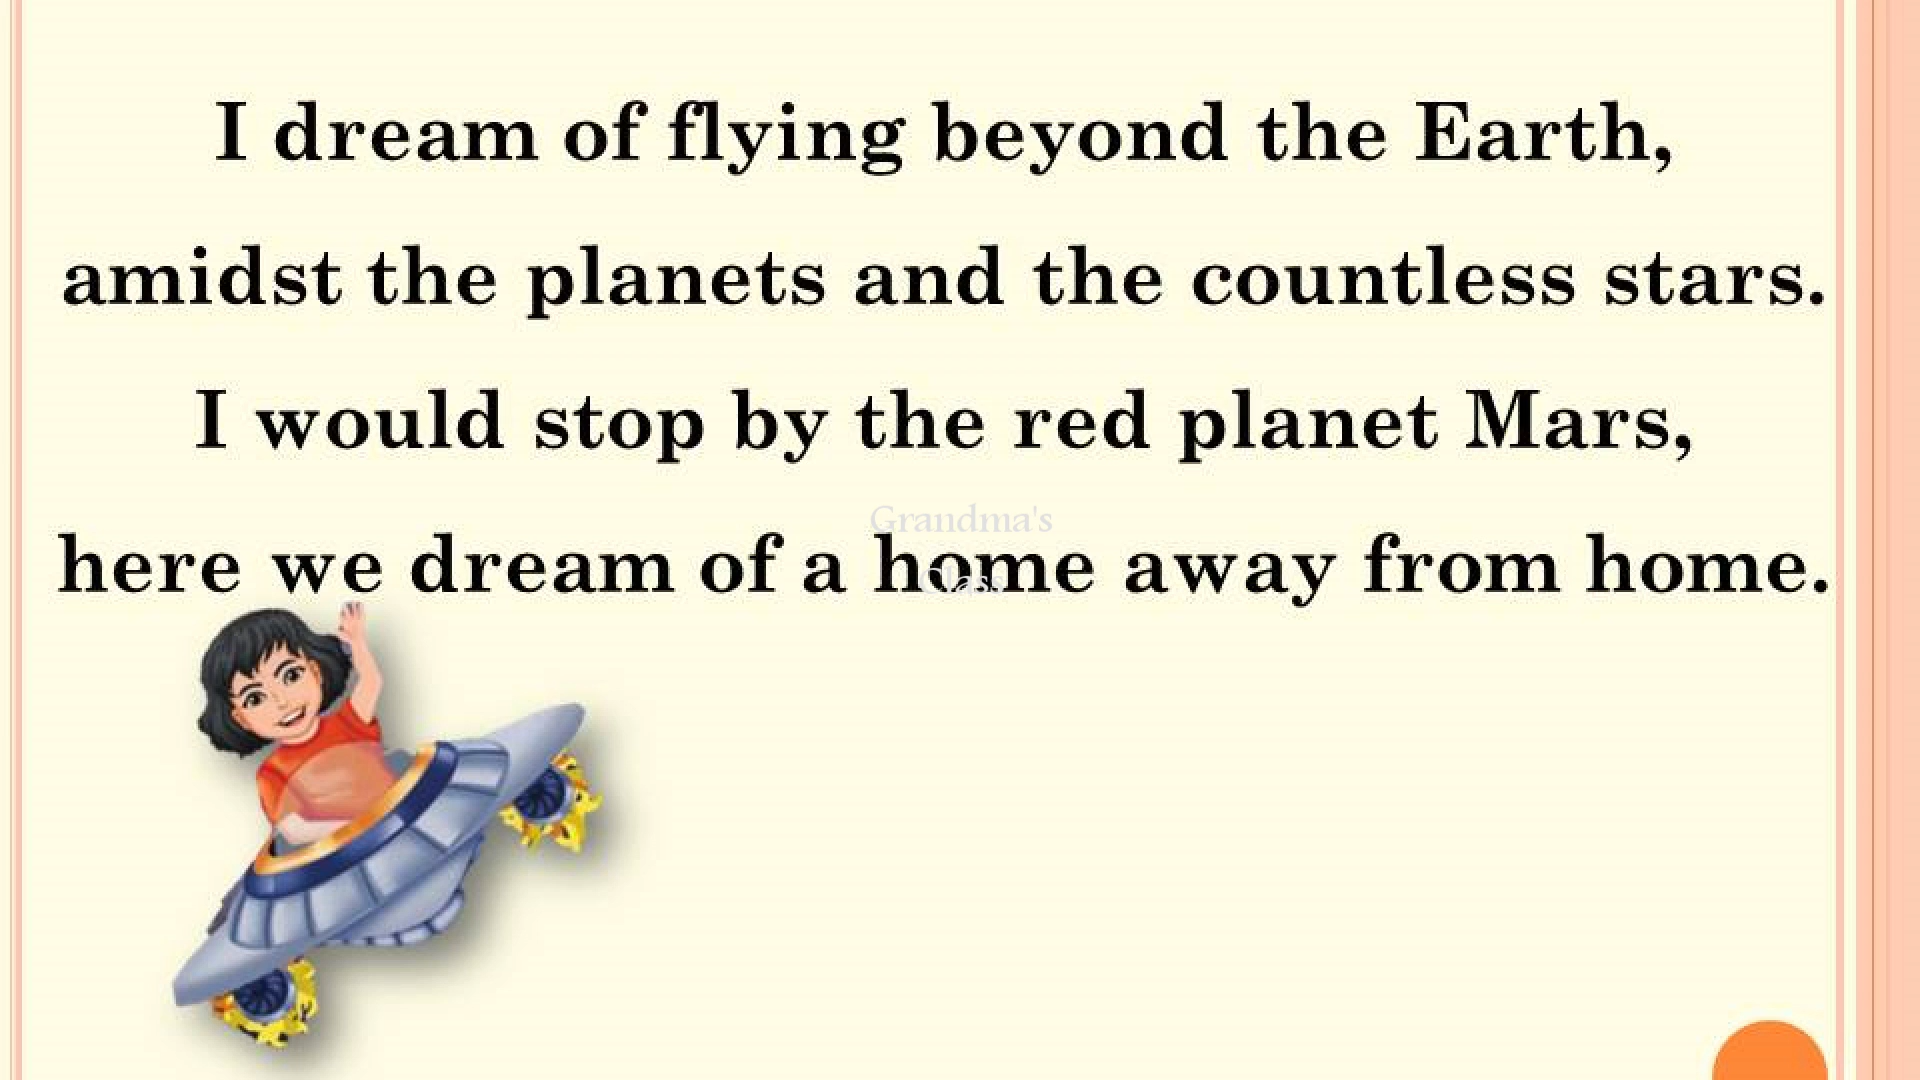 I dream of flying beyond the Earth,
amidst the planets and the countless stars.
I would stop by the red planet Mars,
Grandma's
here we dream of a home away from home.
Class